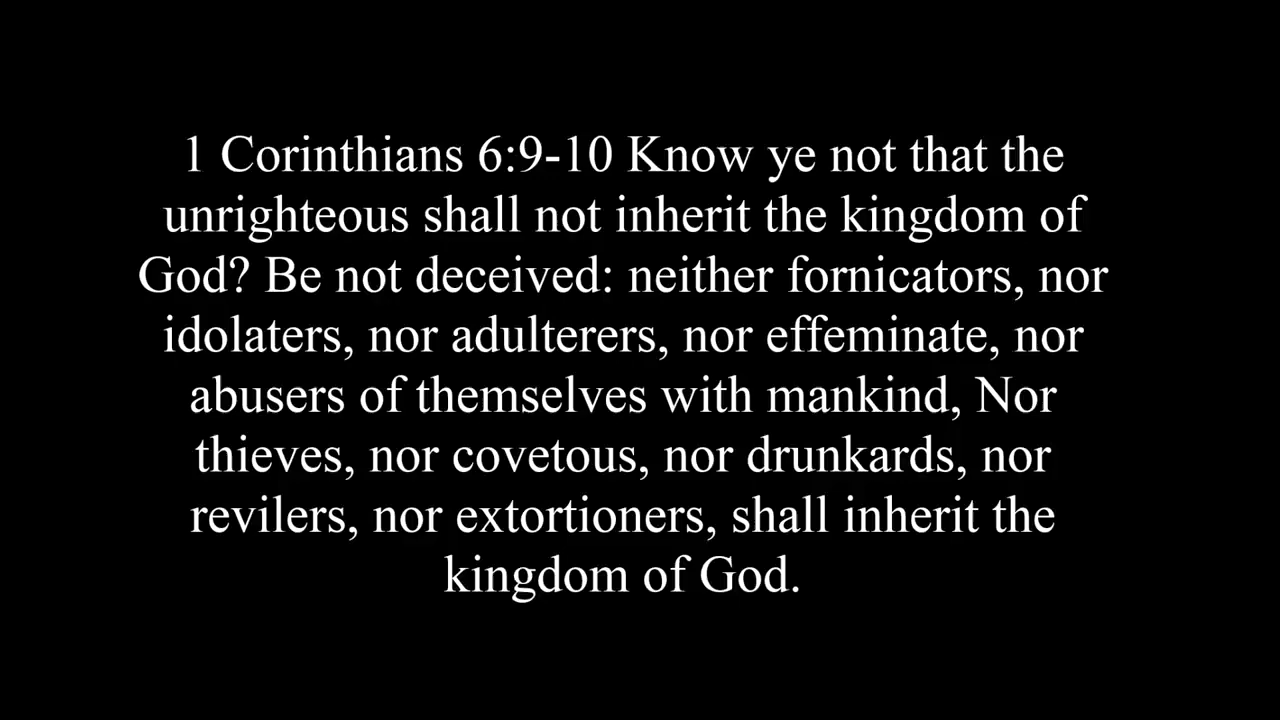 1 Corinthians 6:9-10 Know ye not that the
unrighteous shall not inherit the kingdom of
God? Be not deceived: neither fornicators, nor
idolaters, nor adulterers, nor effeminate, nor
abusers of themselves with mankind, Nor
thieves, nor covetous, nor drunkards, nor
revilers, nor extortioners, shall inherit the
kingdom of God.